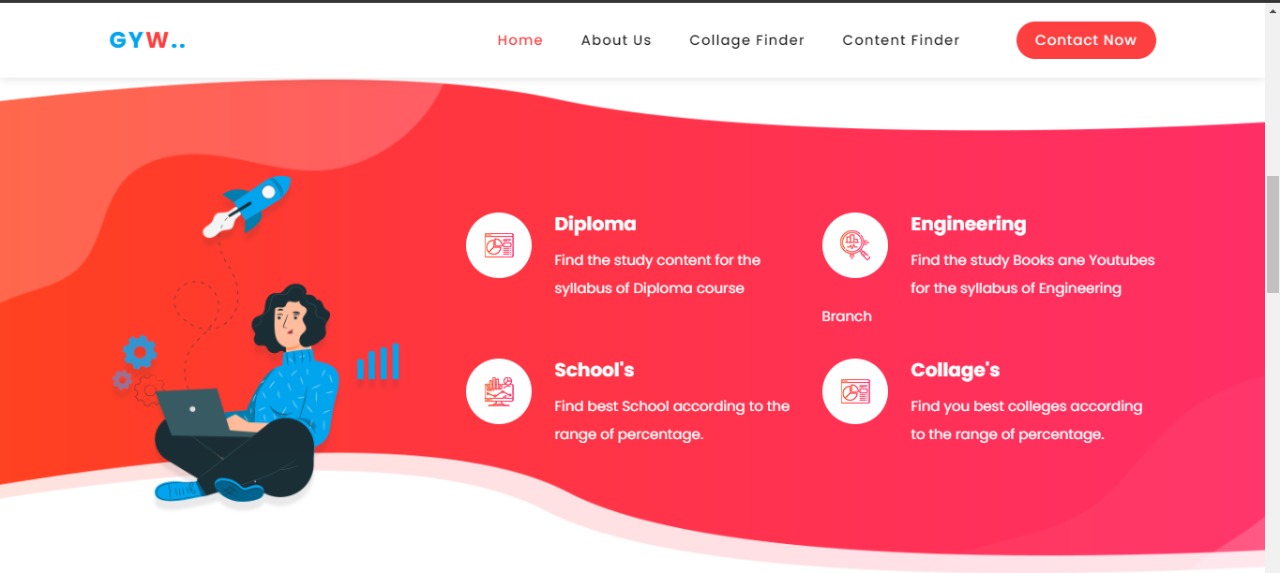 GYW..
Home
About Us
Collage Finder
Content Finder
Contact Now
Diploma
Find the study content for the
syllabus of Diploma course
Engineering
Find the study Books ane Youtubes
for the syllabus of Engineering
Branch
School's
Find best School according to the
range of percentage.
Collage's
Find you best colleges according
to the range of percentage.